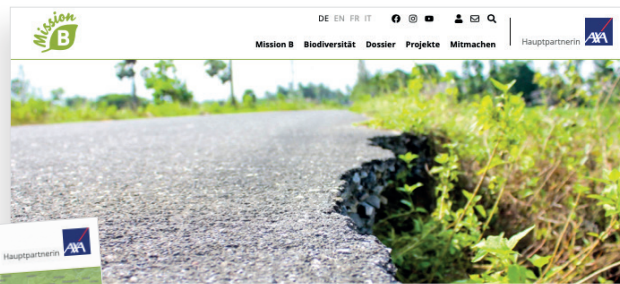 Mission
B
DE EN FR IT
Mission B Biodiversität Dossier Projekte Mitmachen
Hauptpartnerin AXA
Hauptpartnerin AXA